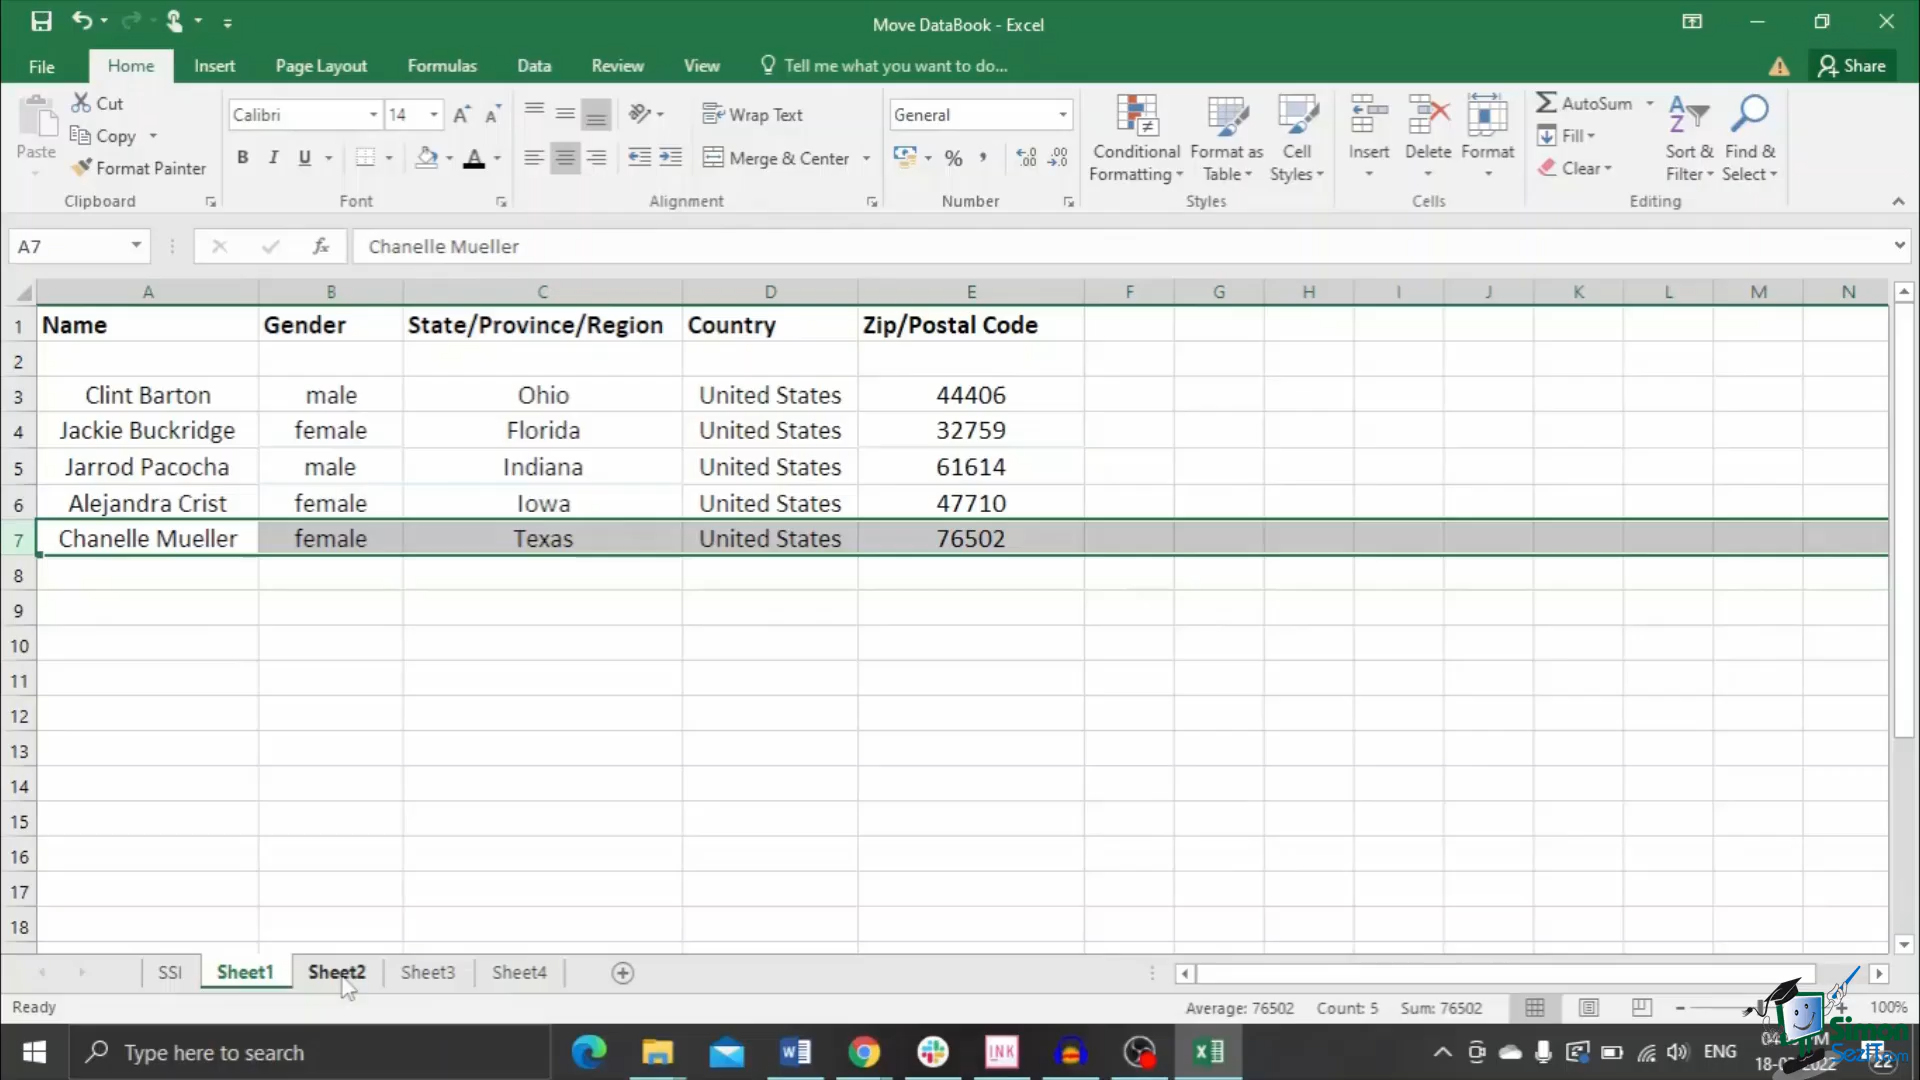 Move DataBook - Excel
File Home Insert Page Layout Formulas Data Review View Tell me what you want to do... Share
Paste
Cut
Copy
Format Painter
Clipboard
Calibri 14
B I U A
Font
Wrap Text
Merge & Center
Alignment
General
% ,
Number
Conditional Formatting
Format as Table
Cell Styles
Styles
Insert Delete Format
Cells
AutoSum
Fill
Clear
Sort & Filter
Find & Select
Editing
A7 fx Chanelle Mueller
A B C D E F G H I J K L M N
1 Name Gender State/Province/Region Country Zip/Postal Code
2
3 Clint Barton male Ohio United States 44406
4 Jackie Buckridge female Florida United States 32759
5 Jarrod Pacocha male Indiana United States 61614
6 Alejandra Crist female Iowa United States 47710
7 Chanelle Mueller female Texas United States 76502
8
9
10
11
12
13
14
15
16
17
18
SSI Sheet1 Sheet2 Sheet3 Sheet4
Ready Average: 76502 Count: 5 Sum: 76502 100%
Type here to search INK ENG
Simon
SezIT.com
22